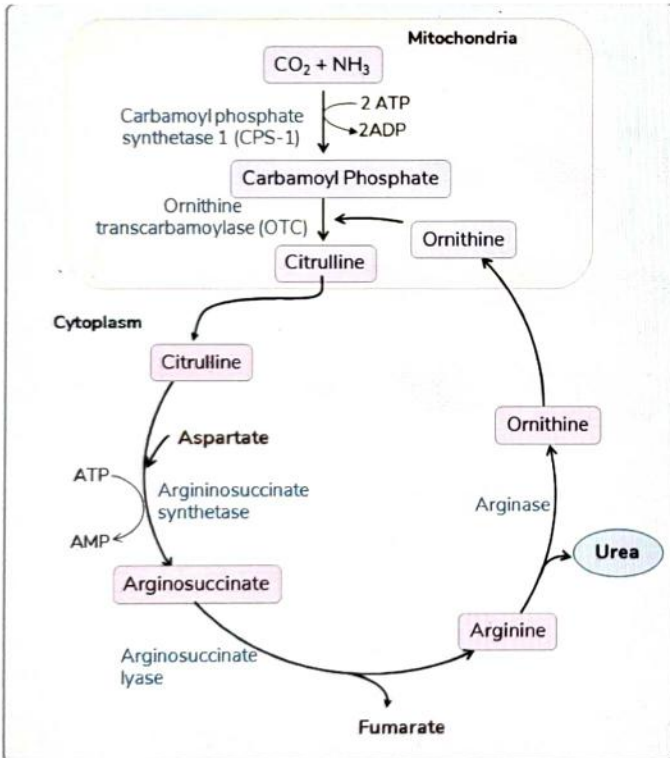 Mitochondria
CO₂ + NH₃
Carbamoyl phosphate
synthetase 1 (CPS-1)
2 ATP
2ADP
Carbamoyl Phosphate
Ornithine
transcarbamoylase (OTC)
Ornithine
Citrulline
Cytoplasm
Citrulline
Aspartate
Ornithine
ATP
Argininosuccinate
synthetase
Arginase
AMP
Urea
Arginosuccinate
Arginine
Arginosuccinate
lyase
Fumarate